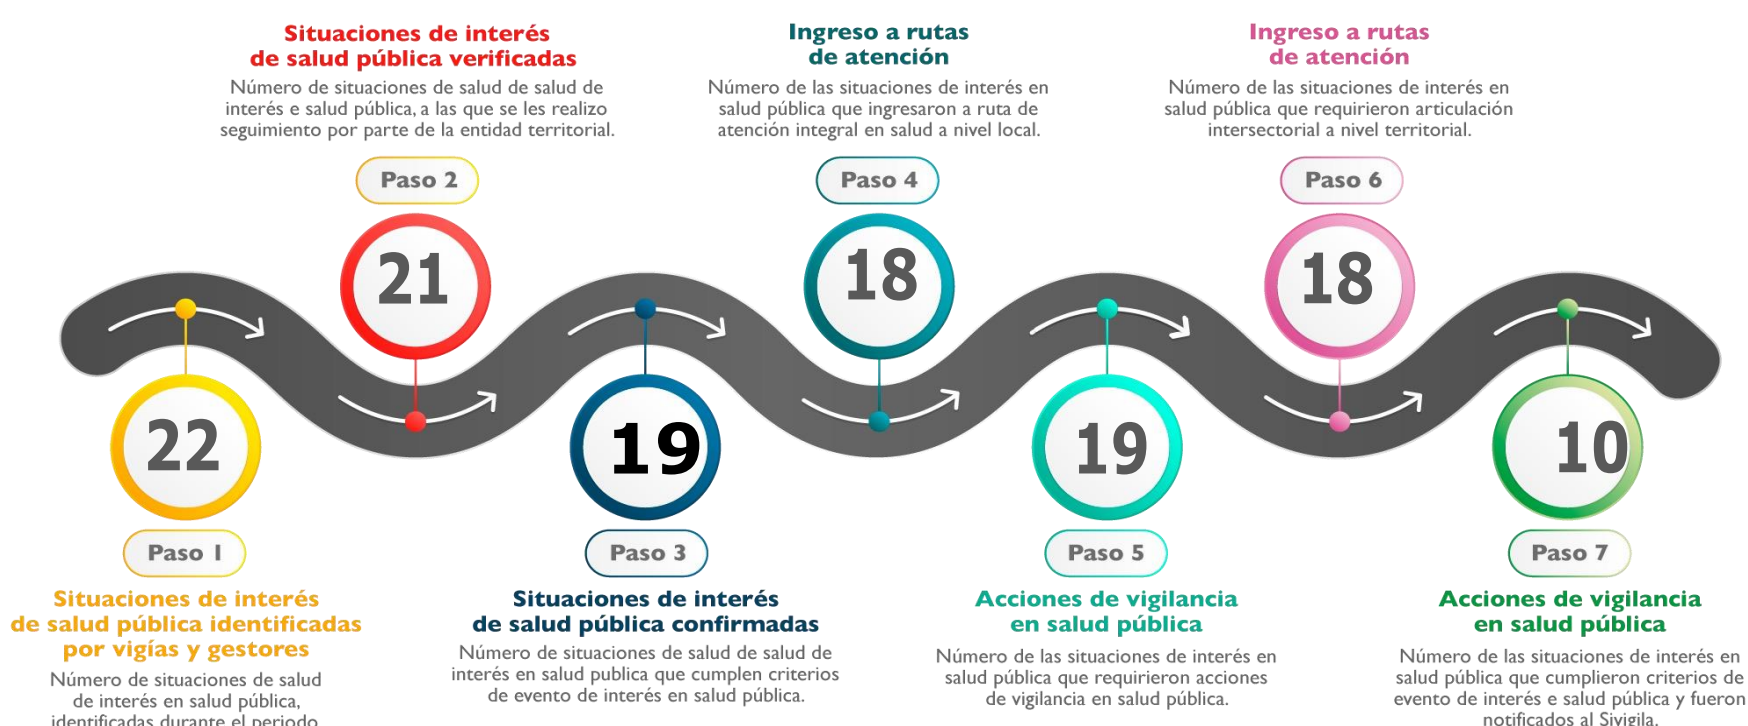 Situaciones de interés
de salud pública verificadas
Número de situaciones de salud de salud de
interés e salud pública, a las que se les realizo
seguimiento por parte de la entidad territorial.
Paso 2
21
Ingreso a rutas
de atención
Número de las situaciones de interés en
salud pública que ingresaron a ruta de
atención integral en salud a nivel local.
Paso 4
18
Ingreso a rutas
de atención
Número de las situaciones de interés en
salud pública que requirieron articulación
intersectorial a nivel territorial.
Paso 6
18
22
Paso 1
Situaciones de interés
de salud pública identificadas
por vigías y gestores
Número de situaciones de salud
de interés en salud pública,
identificadas durante el periodo
19
Paso 3
Situaciones de interés
de salud pública confirmadas
Número de situaciones de salud de salud de
interés en salud publica que cumplen criterios
de evento de interés en salud pública.
19
Paso 5
Acciones de vigilancia
en salud pública
Número de las situaciones de interés en
salud pública que requirieron acciones
de vigilancia en salud pública.
10
Paso 7
Acciones de vigilancia
en salud pública
Número de las situaciones de interés en
salud pública que cumplieron criterios de
evento de interés e salud pública y fueron
notificados al Sivigila.